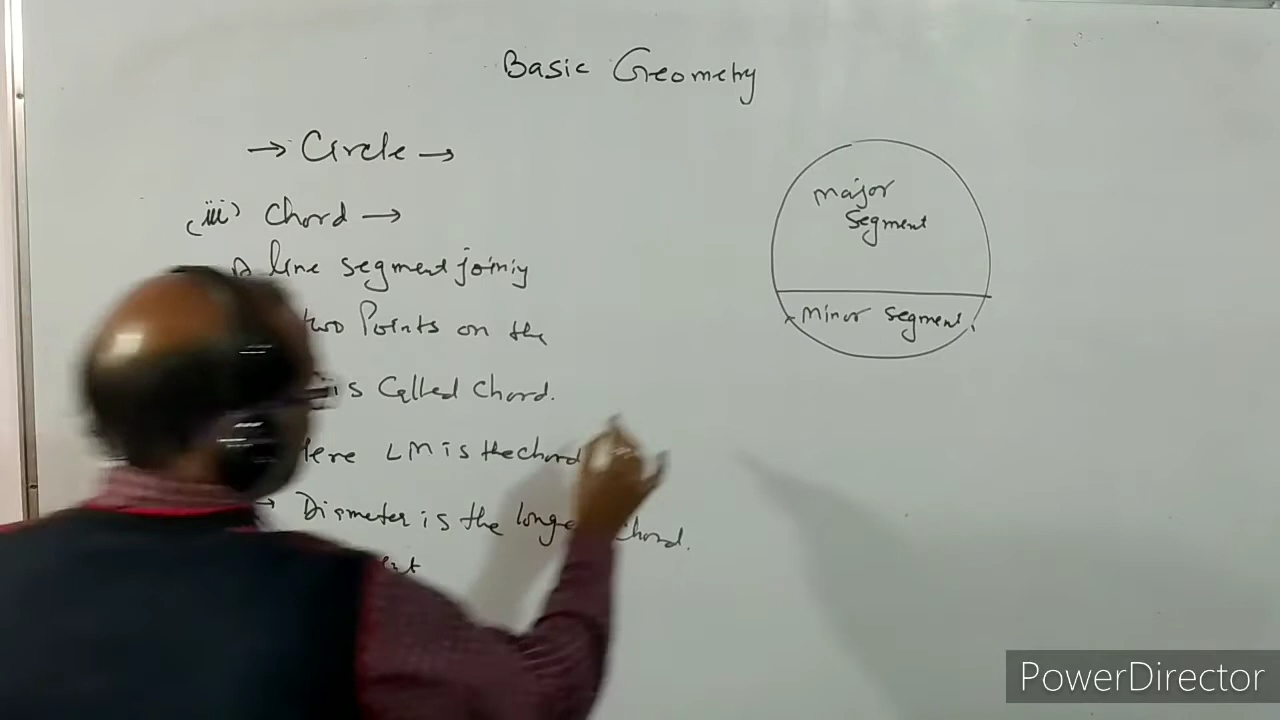 Basic Geometry
→ Circle →
(iii) Chord →
A line segment joining
two Points on the
is Called Chord.
Here LM is the chord
→ Diameter is the longe chord.
major
segment
minor segment
PowerDirector